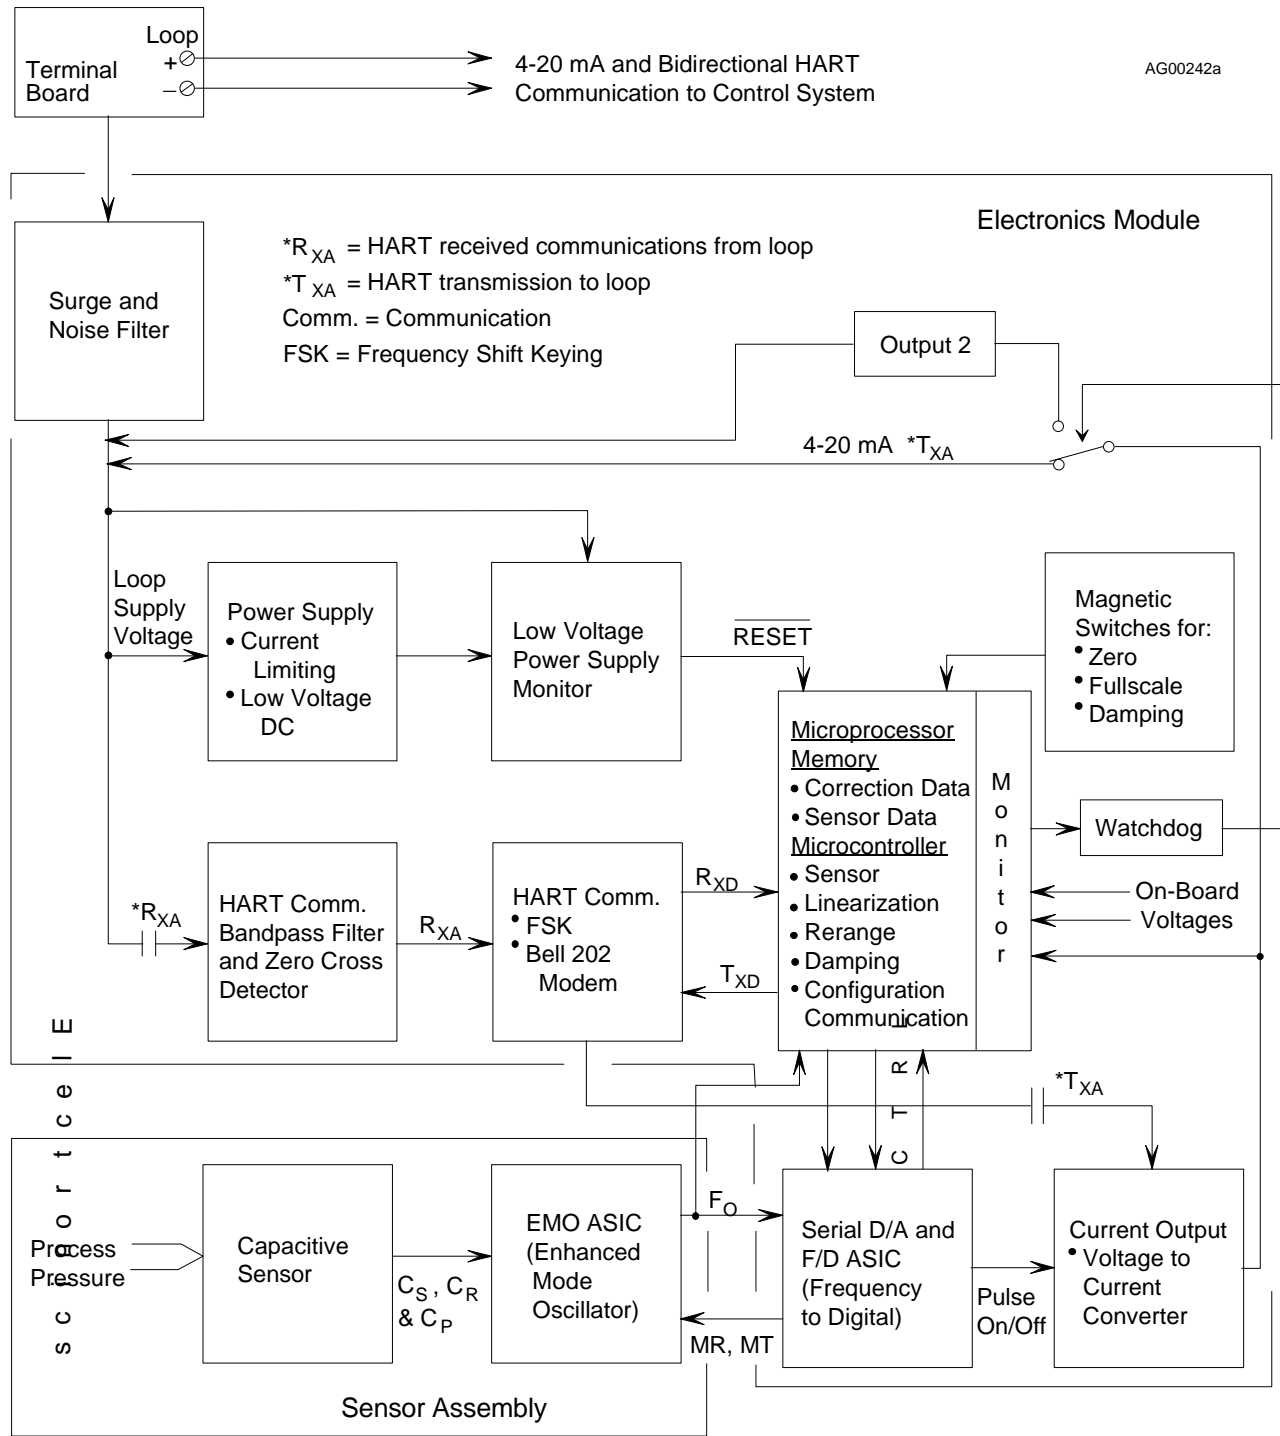 Loop
+
Terminal
Board
–
4-20 mA and Bidirectional HART
Communication to Control System
AG00242a
Electronics Module
Surge and
Noise Filter
*RXA = HART received communications from loop
*TXA = HART transmission to loop
Comm. = Communication
FSK = Frequency Shift Keying
Output 2
4-20 mA *TXA
Loop
Supply
Voltage
Power Supply
• Current
Limiting
• Low Voltage
DC
Low Voltage
Power Supply
Monitor
RESET
Magnetic
Switches for:
• Zero
• Fullscale
• Damping
Microprocessor
Memory
• Correction Data
• Sensor Data
Microcontroller
• Sensor
• Linearization
• Rerange
• Damping
• Configuration
Communication
Monitor
Watchdog
On-Board
Voltages
*RXA
HART Comm.
Bandpass Filter
and Zero Cross
Detector
RXA
HART Comm.
• FSK
• Bell 202
Modem
RXD
TXD
C T R L
*TXA
s c i n o r t c e l E
Process
Pressure
Capacitive
Sensor
CS , CR
& CP
EMO ASIC
(Enhanced
Mode
Oscillator)
FO
MR, MT
Serial D/A and
F/D ASIC
(Frequency
to Digital)
Pulse
On/Off
Current Output
• Voltage to
Current
Converter
Sensor Assembly